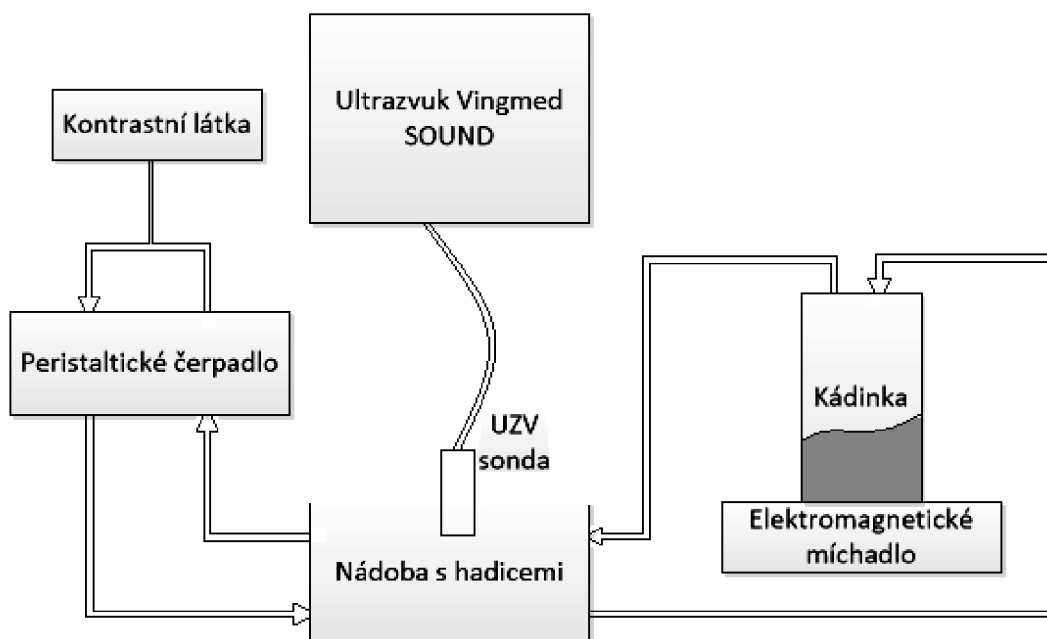 Ultrazvuk Vingmed
SOUND
Kontrastní látka
Peristaltické čerpadlo
UZV
sonda
Kádinka
Elektromagnetické
míchadlo
Nádoba s hadicemi